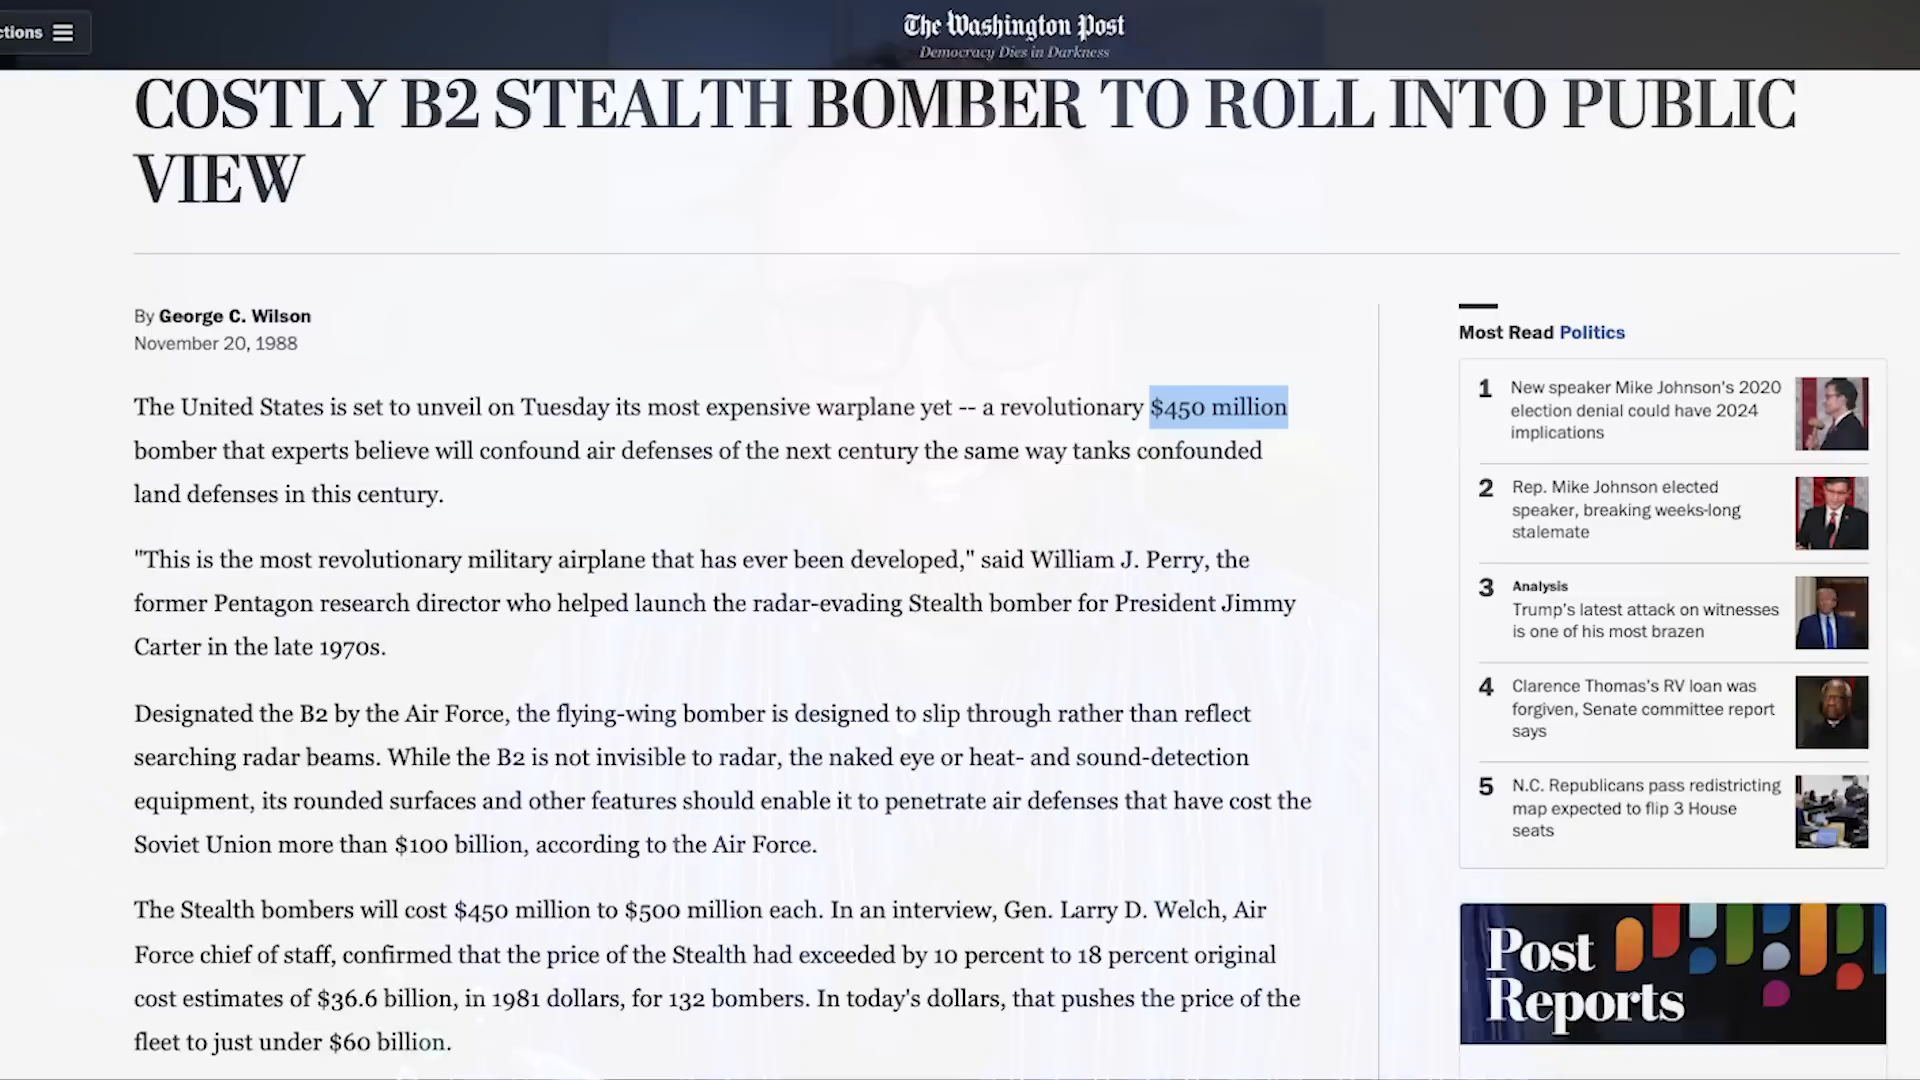 ctions
The Washington Post
Democracy Dies in Darkness
COSTLY B2 STEALTH BOMBER TO ROLL INTO PUBLIC
VIEW
By George C. Wilson
November 20, 1988
The United States is set to unveil on Tuesday its most expensive warplane yet -- a revolutionary $450 million
bomber that experts believe will confound air defenses of the next century the same way tanks confounded
land defenses in this century.
"This is the most revolutionary military airplane that has ever been developed," said William J. Perry, the
former Pentagon research director who helped launch the radar-evading Stealth bomber for President Jimmy
Carter in the late 1970s.
Designated the B2 by the Air Force, the flying-wing bomber is designed to slip through rather than reflect
searching radar beams. While the B2 is not invisible to radar, the naked eye or heat- and sound-detection
equipment, its rounded surfaces and other features should enable it to penetrate air defenses that have cost the
Soviet Union more than $100 billion, according to the Air Force.
The Stealth bombers will cost $450 million to $500 million each. In an interview, Gen. Larry D. Welch, Air
Force chief of staff, confirmed that the price of the Stealth had exceeded by 10 percent to 18 percent original
cost estimates of $36.6 billion, in 1981 dollars, for 132 bombers. In today's dollars, that pushes the price of the
fleet to just under $60 billion.
Most Read Politics
1 New speaker Mike Johnson's 2020
election denial could have 2024
implications
2 Rep. Mike Johnson elected
speaker, breaking weeks-long
stalemate
3 Analysis
Trump's latest attack on witnesses
is one of his most brazen
4 Clarence Thomas's RV loan was
forgiven, Senate committee report
says
5 N.C. Republicans pass redistricting
map expected to flip 3 House
seats
Post
Reports